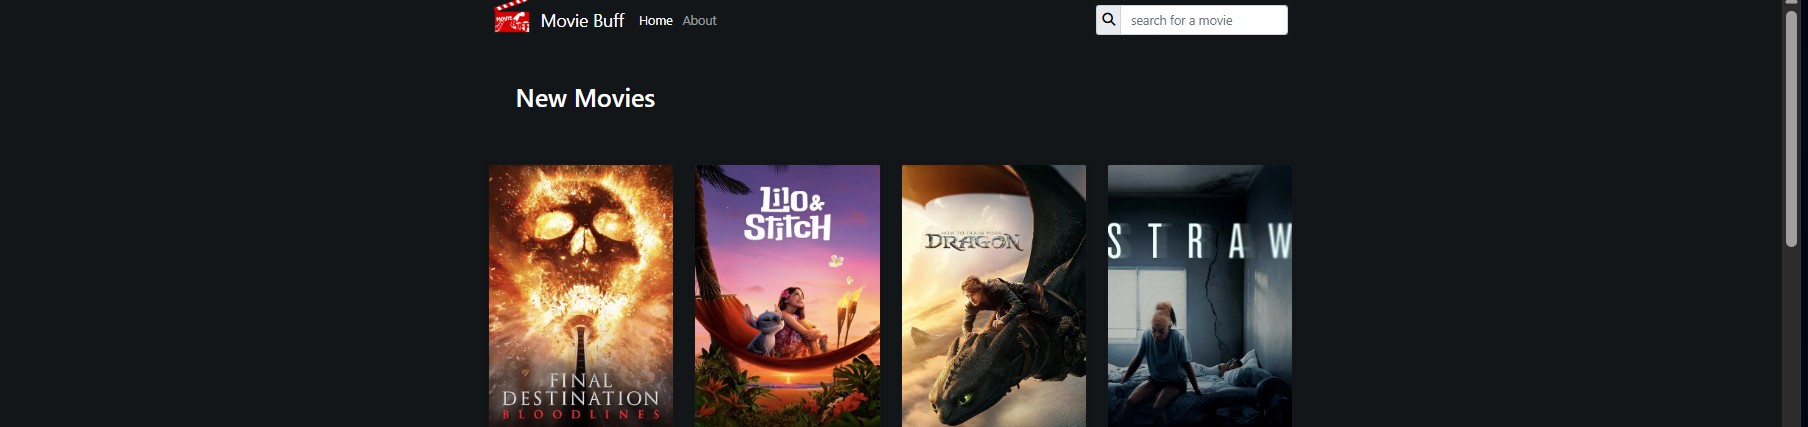 Movie Buff Home About
search for a movie
New Movies
LiLO &
StitCH
HOW TO TRAIN YOUR
DRAGON
STRAW
FINAL
DESTINATION
BLOODLINES